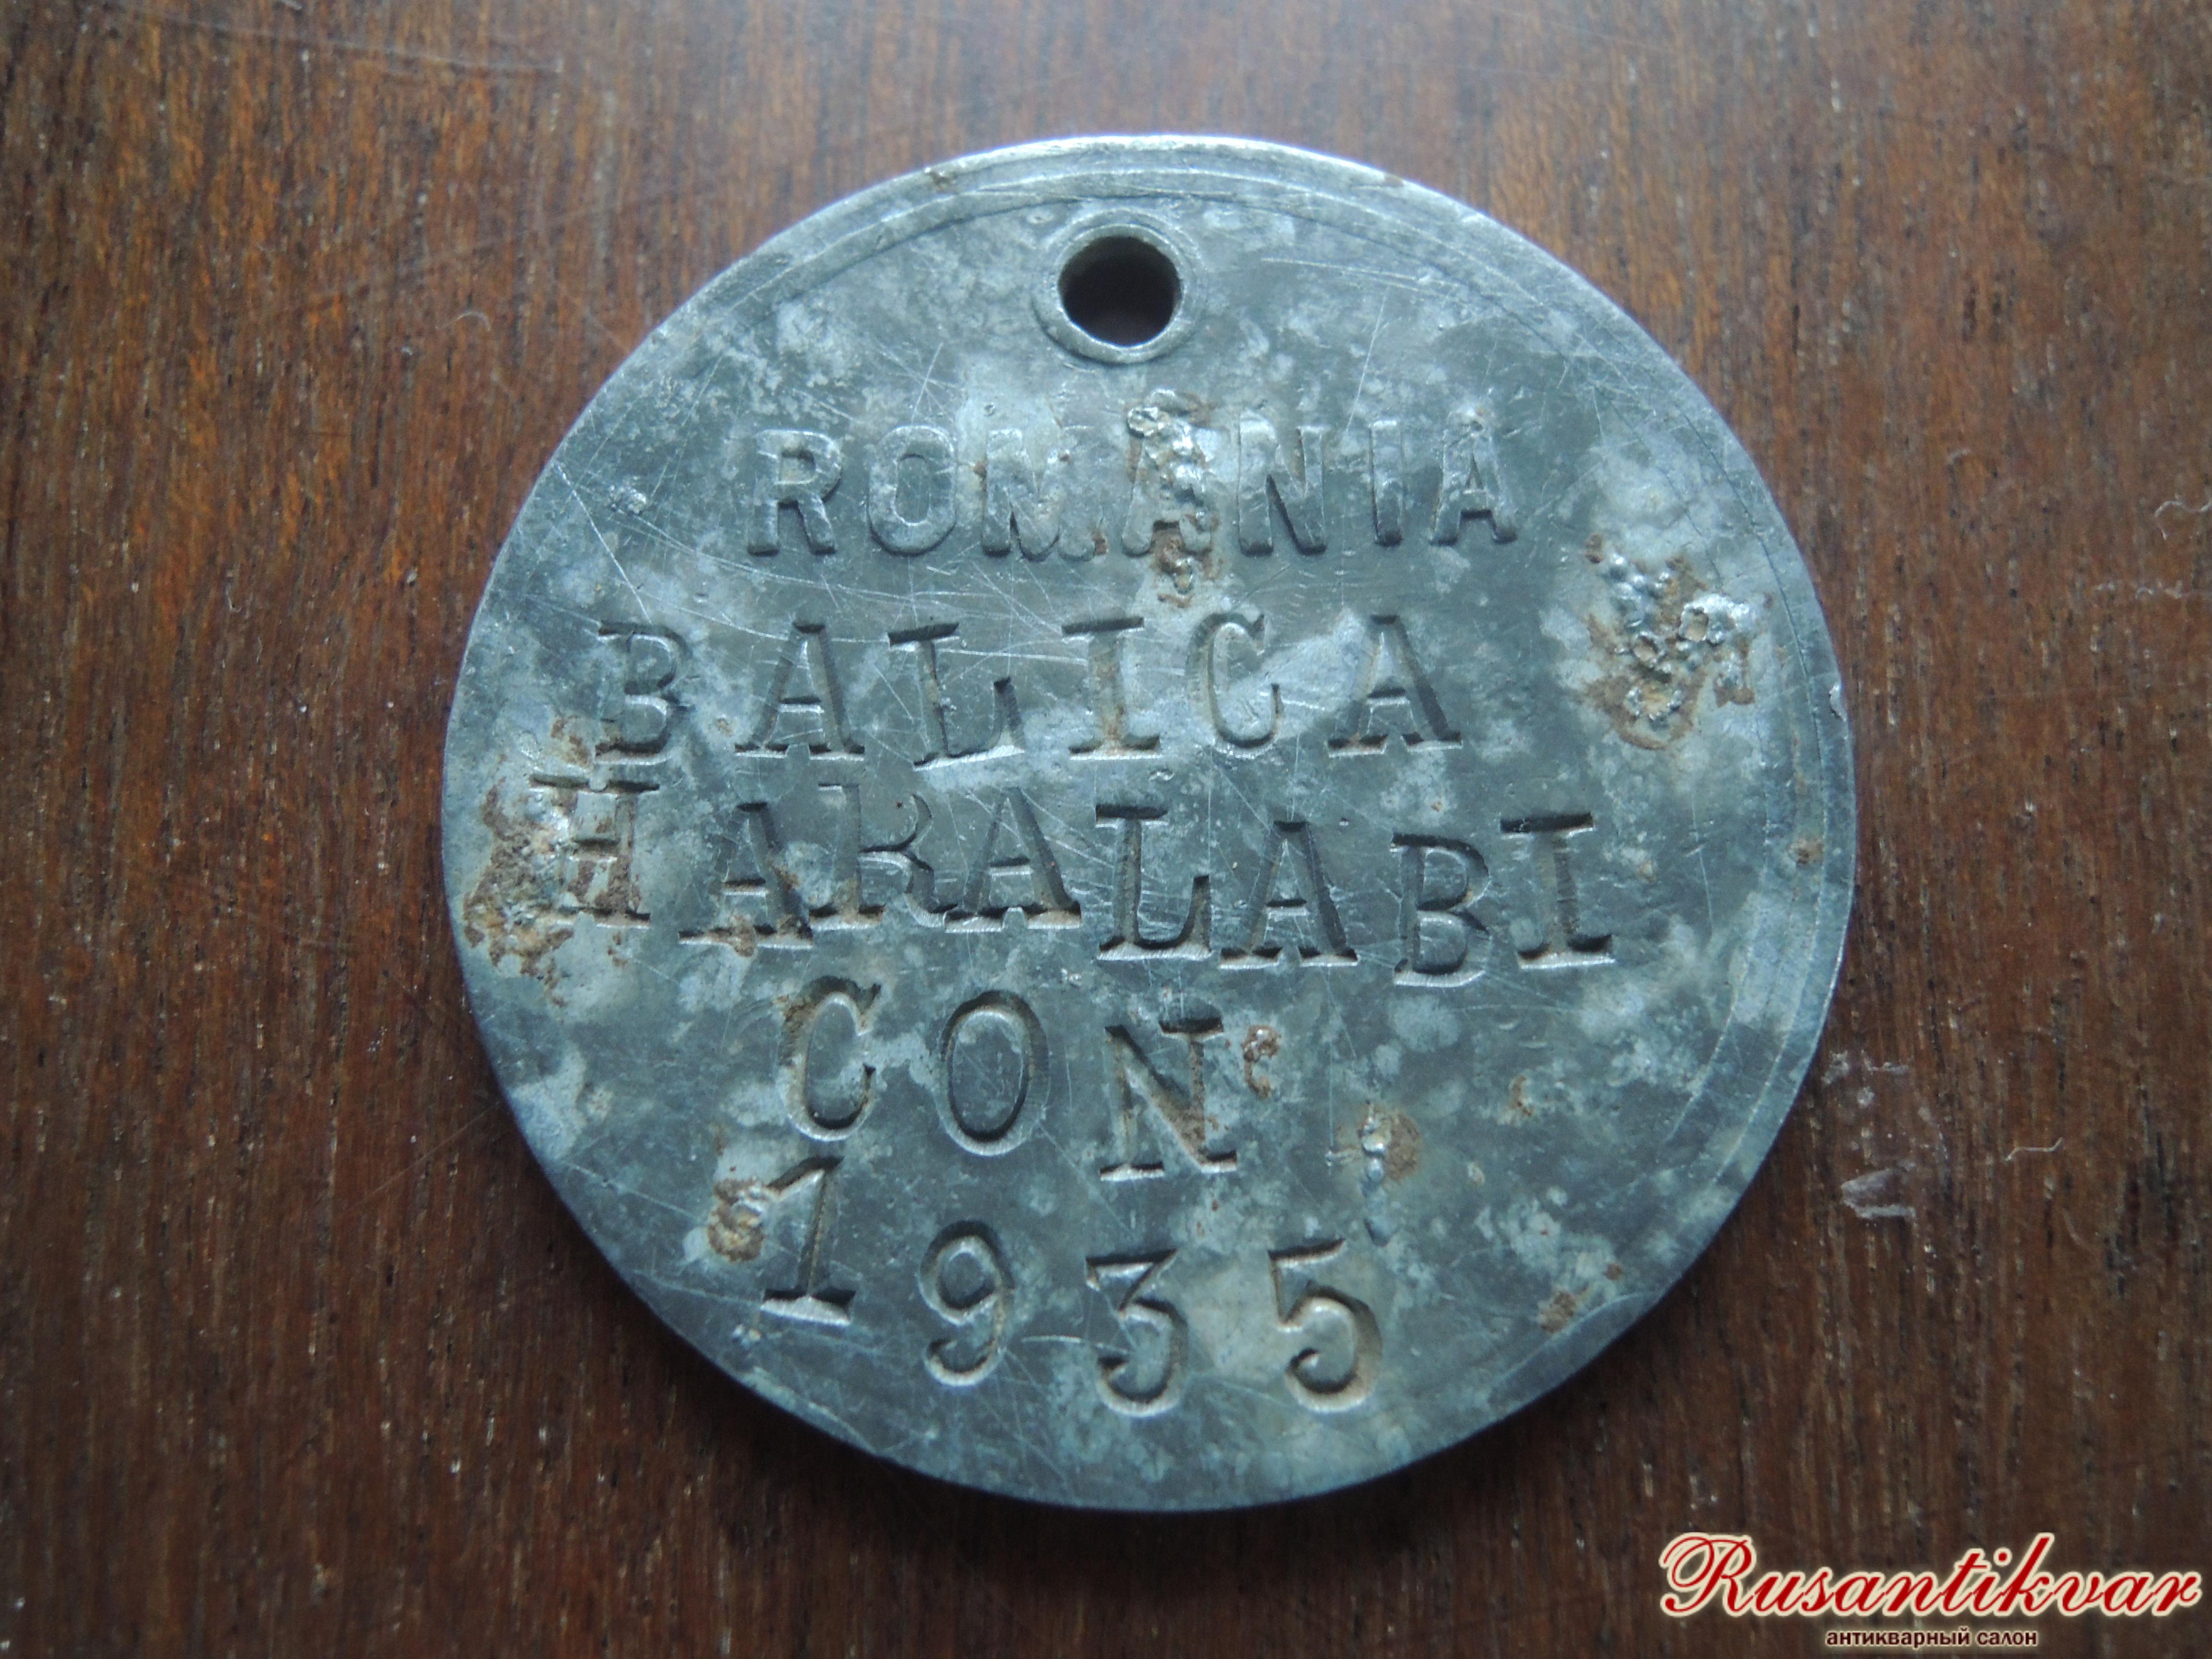 ROMANIA
BALICA
HARALABI
CON
1935
Rusantikvar
антикварный салон